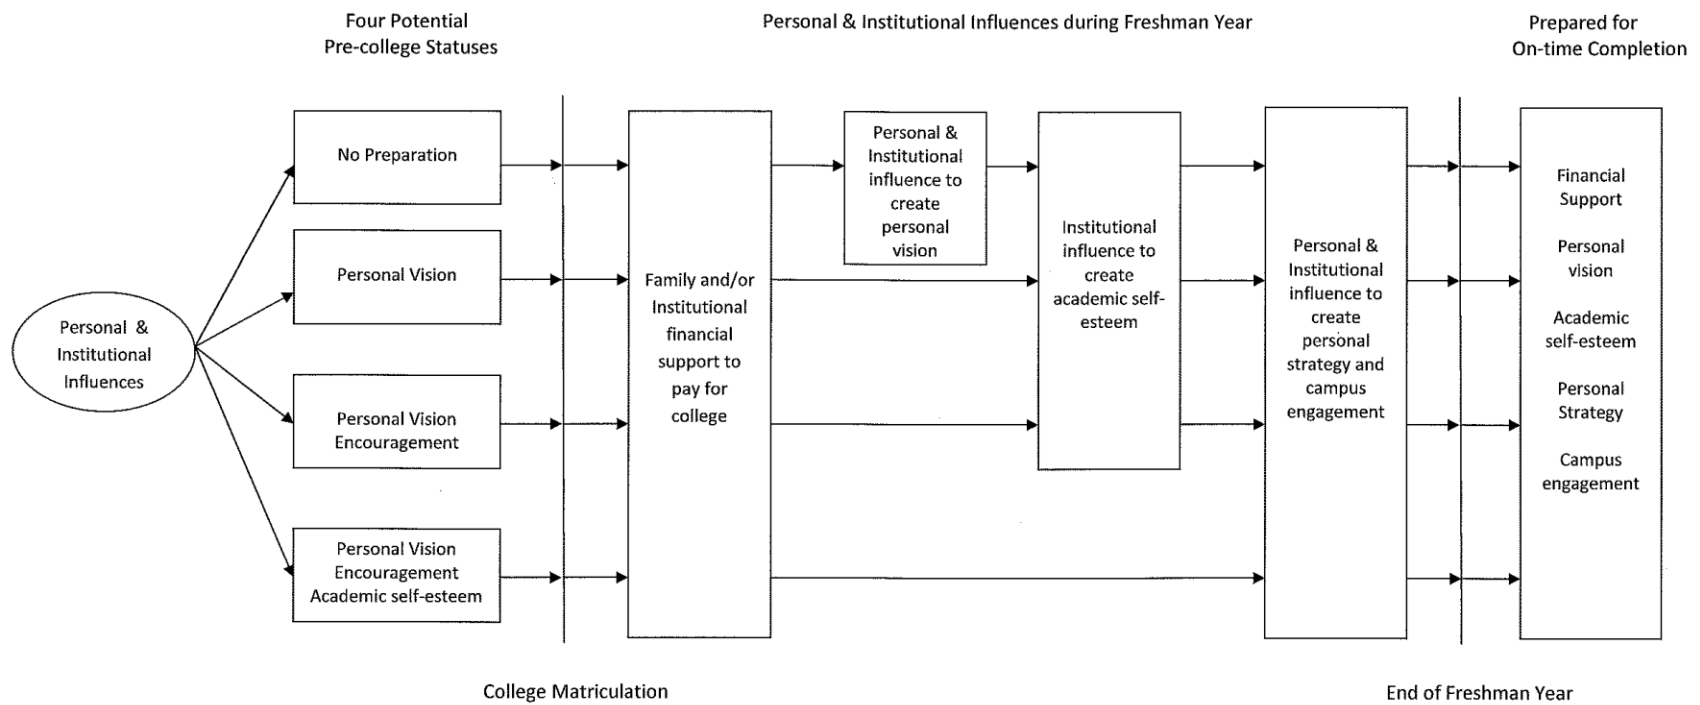 Four Potential
Pre-college Statuses
Personal & Institutional Influences during Freshman Year
Prepared for
On-time Completion
Personal &
Institutional
Influences
No Preparation
Personal Vision
Personal Vision
Encouragement
Personal Vision
Encouragement
Academic self-esteem
Family and/or
Institutional
financial
support to
pay for
college
Personal &
Institutional
influence to
create
personal
vision
Institutional
influence to
create
academic self-
esteem
Personal &
Institutional
influence to
create
personal
strategy and
campus
engagement
Financial
Support
Personal
vision
Academic
self-esteem
Personal
Strategy
Campus
engagement
College Matriculation
End of Freshman Year